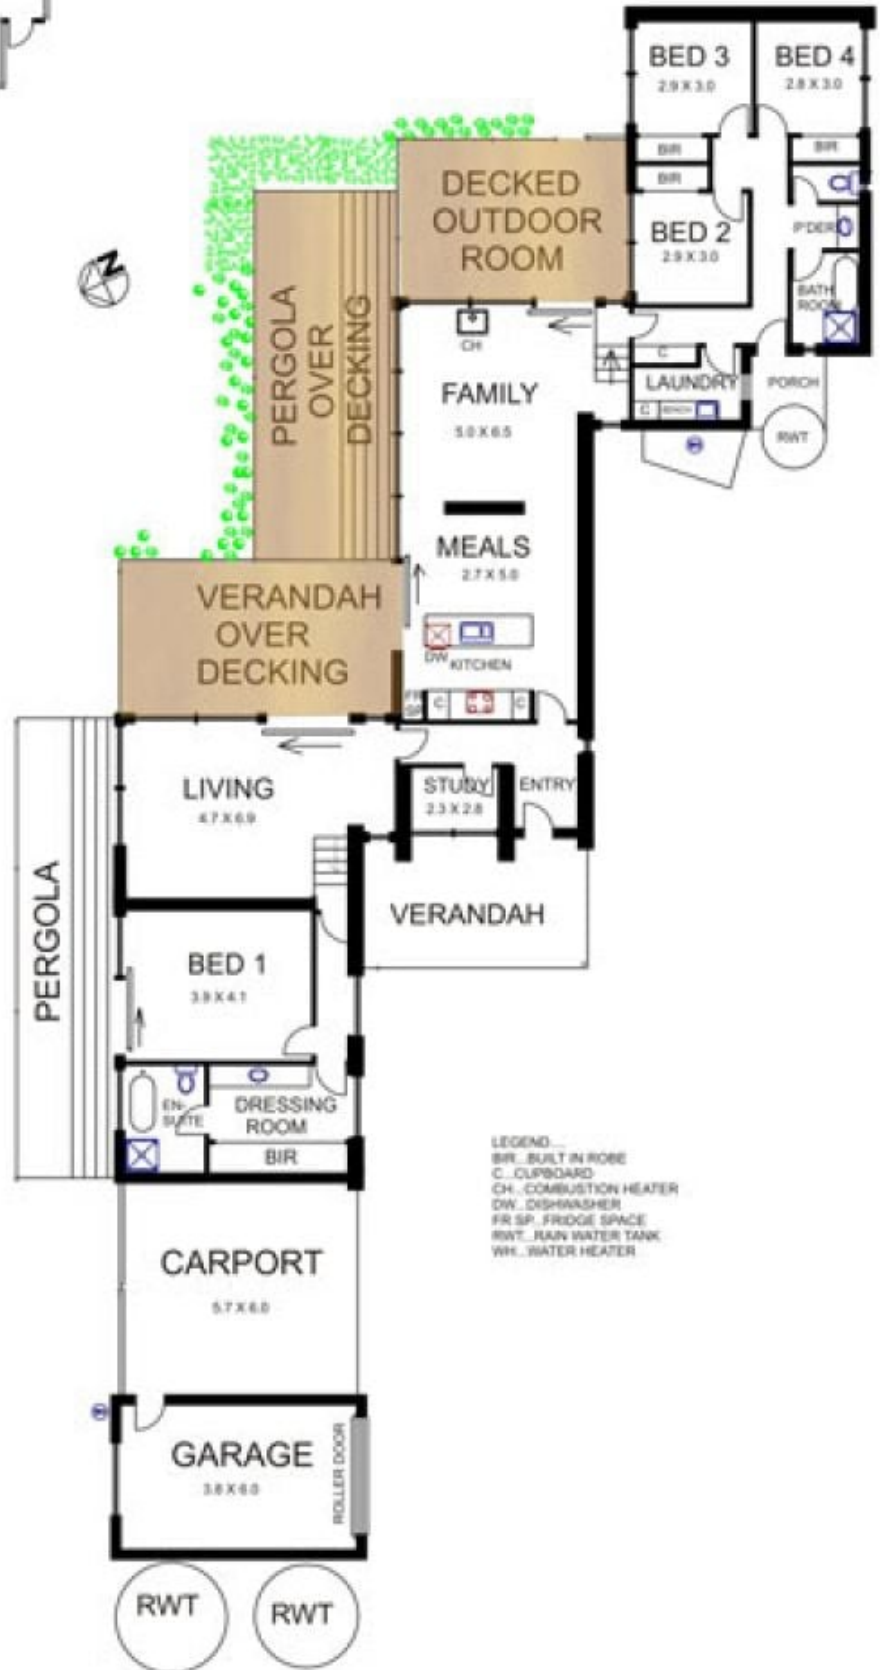 BED 3
2.9 X 3.0
BED 4
2.8 X 3.0
BIR
BIR
BIR
DECKED
OUTDOOR
ROOM
BED 2
2.9 X 3.0
P'DER
BATH
ROOM
N
PERGOLA
OVER
DECKING
CH
FAMILY
5.0 X 6.5
C
LAUNDRY
C
BENCH
PORCH
RWT
MEALS
2.7 X 5.0
VERANDAH
OVER
DECKING
DW
KITCHEN
FR
SP
C
C
LIVING
4.7 X 6.9
STUDY
2.3 X 2.8
ENTRY
VERANDAH
PERGOLA
BED 1
3.9 X 4.1
EN-
SUITE
DRESSING
ROOM
BIR
LEGEND....
BIR...BUILT IN ROBE
C...CUPBOARD
CH...COMBUSTION HEATER
DW...DISHWASHER
FR SP...FRIDGE SPACE
RWT...RAIN WATER TANK
WH...WATER HEATER
CARPORT
5.7 X 6.0
GARAGE
3.8 X 6.0
ROLLER DOOR
RWT
RWT